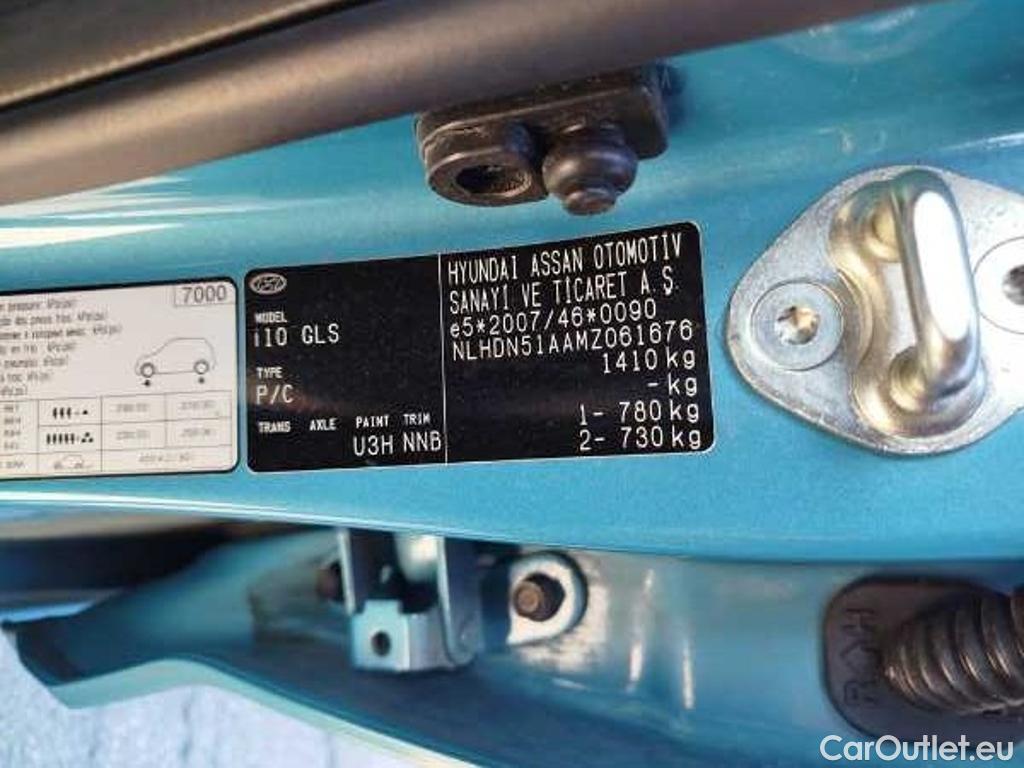 7000
MODEL
i10 GLS
TYPE
P/C
TRANS AXLE PAINT TRIM
U3H NNB
HYUNDAI ASSAN OTOMOTİV
SANAYİ VE TİCARET A.Ş.
e5*2007/46*0090
NLHDN51AAMZ061676
1410 kg
- kg
1- 780 kg
2- 730 kg
CarOutlet.eu